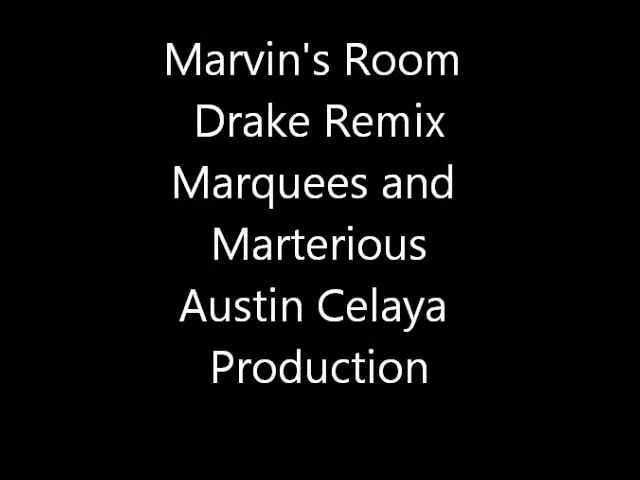 Marvin's Room
Drake Remix
Marquees and
Marterious
Austin Celaya
Production